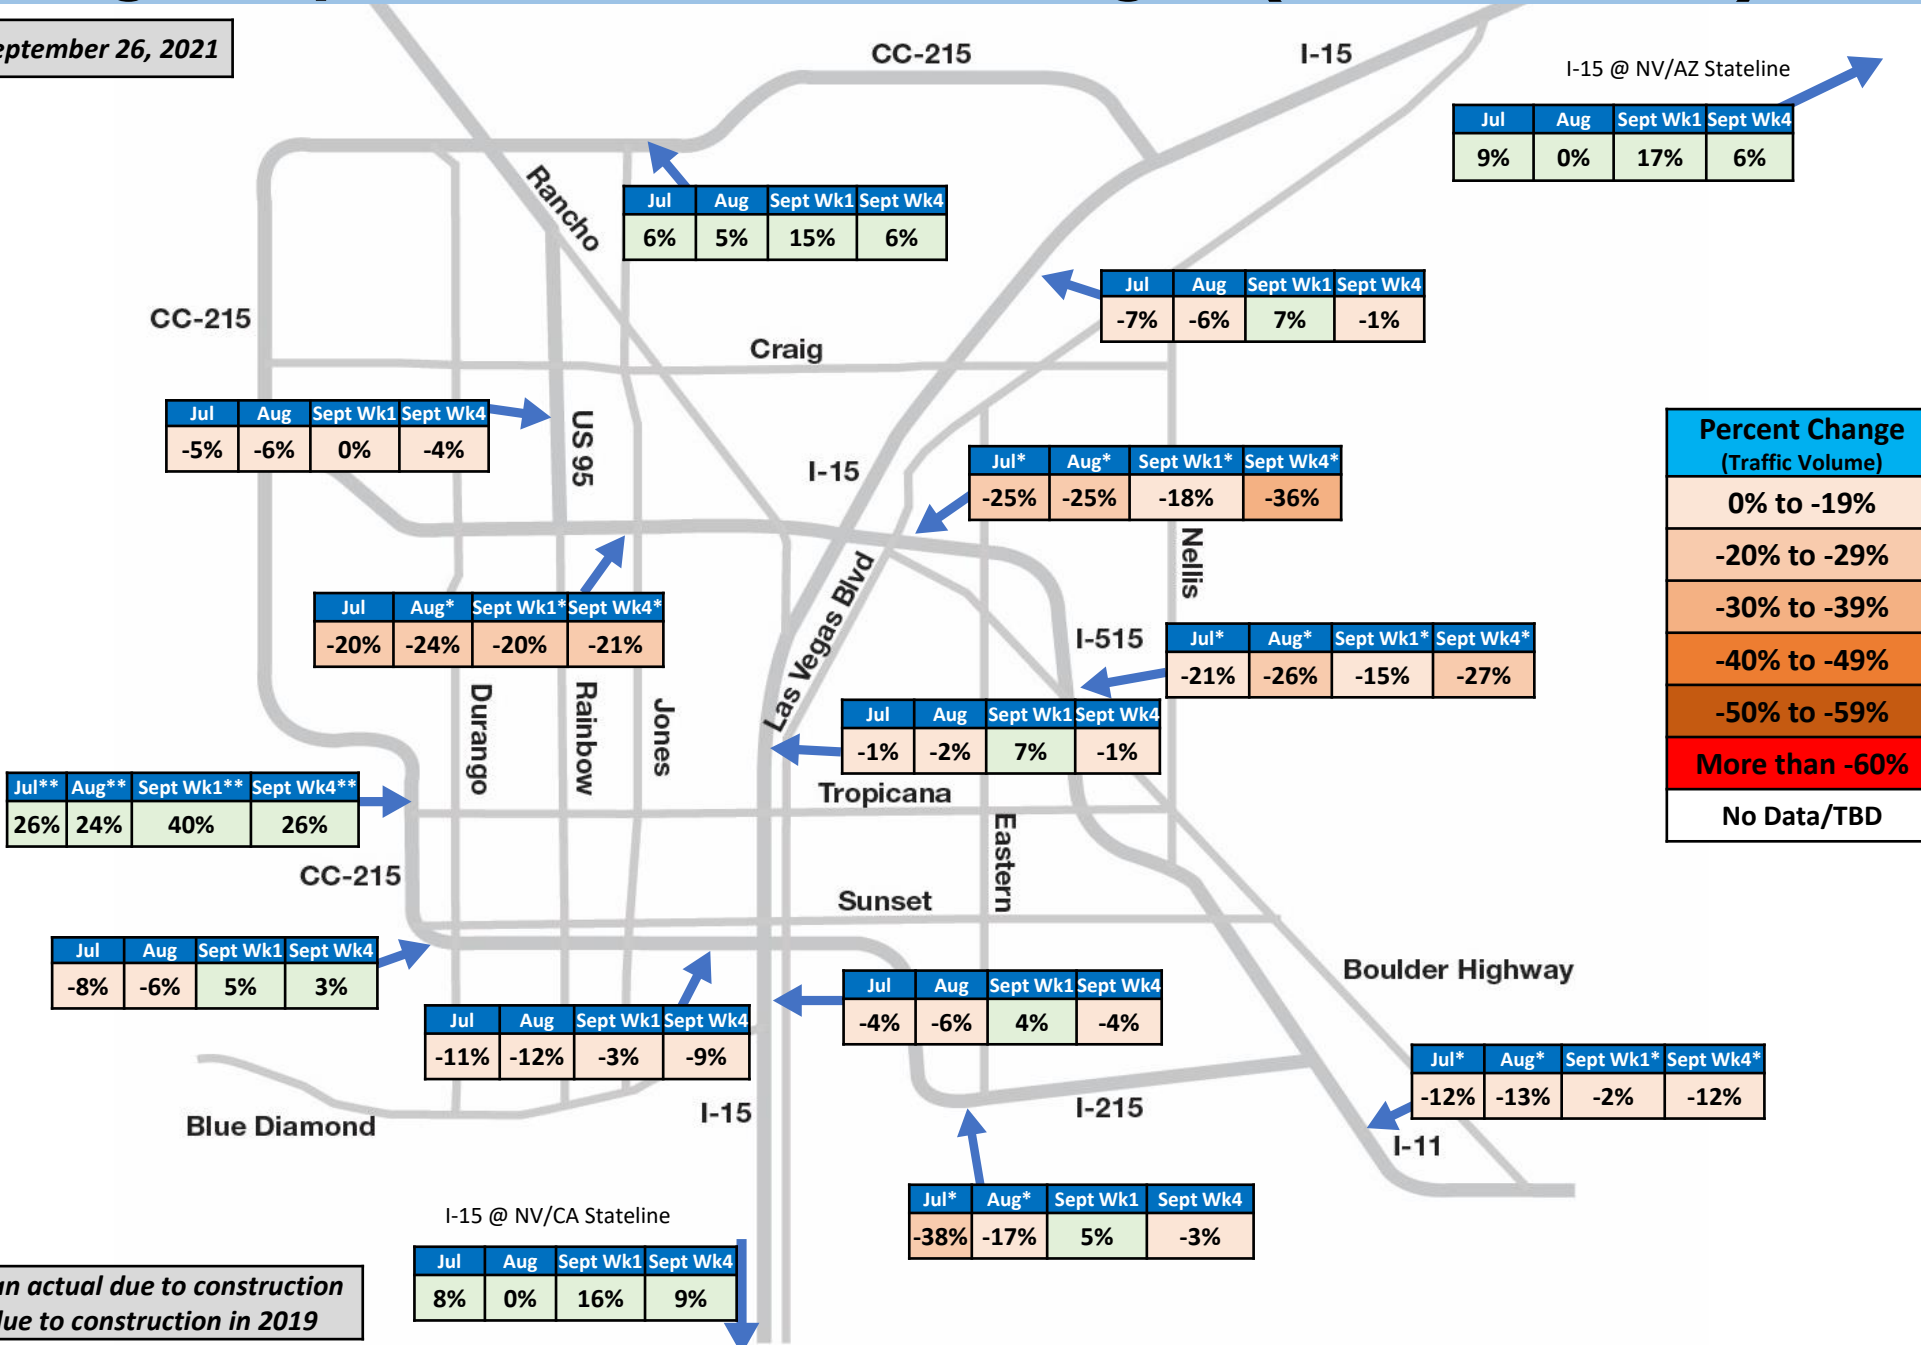 September 26, 2021
CC-215
I-15
I-15 @ NV/AZ Stateline
Jul Aug Sept Wk1 Sept Wk4
9% 0% 17% 6%
Rancho
Jul Aug Sept Wk1 Sept Wk4
6% 5% 15% 6%
Jul Aug Sept Wk1 Sept Wk4
-7% -6% 7% -1%
CC-215
Craig
Jul Aug Sept Wk1 Sept Wk4
-5% -6% 0% -4%
US 95
I-15
Jul* Aug* Sept Wk1* Sept Wk4*
-25% -25% -18% -36%
Nellis
Percent Change
(Traffic Volume)
0% to -19%
-20% to -29%
-30% to -39%
-40% to -49%
-50% to -59%
More than -60%
No Data/TBD
Jul Aug* Sept Wk1* Sept Wk4*
-20% -24% -20% -21%
Las Vegas Blvd
I-515
Jul* Aug* Sept Wk1* Sept Wk4*
-21% -26% -15% -27%
Durango
Rainbow
Jones
Jul Aug Sept Wk1 Sept Wk4
-1% -2% 7% -1%
Jul** Aug** Sept Wk1** Sept Wk4**
26% 24% 40% 26%
Tropicana
Eastern
CC-215
Sunset
Jul Aug Sept Wk1 Sept Wk4
-8% -6% 5% 3%
Boulder Highway
Jul Aug Sept Wk1 Sept Wk4
-11% -12% -3% -9%
Jul Aug Sept Wk1 Sept Wk4
-4% -6% 4% -4%
Jul* Aug* Sept Wk1* Sept Wk4*
-12% -13% -2% -12%
Blue Diamond
I-15
I-215
I-11
Jul* Aug* Sept Wk1 Sept Wk4
-38% -17% 5% -3%
I-15 @ NV/CA Stateline
Jul Aug Sept Wk1 Sept Wk4
8% 0% 16% 9%
actual due to construction
due to construction in 2019